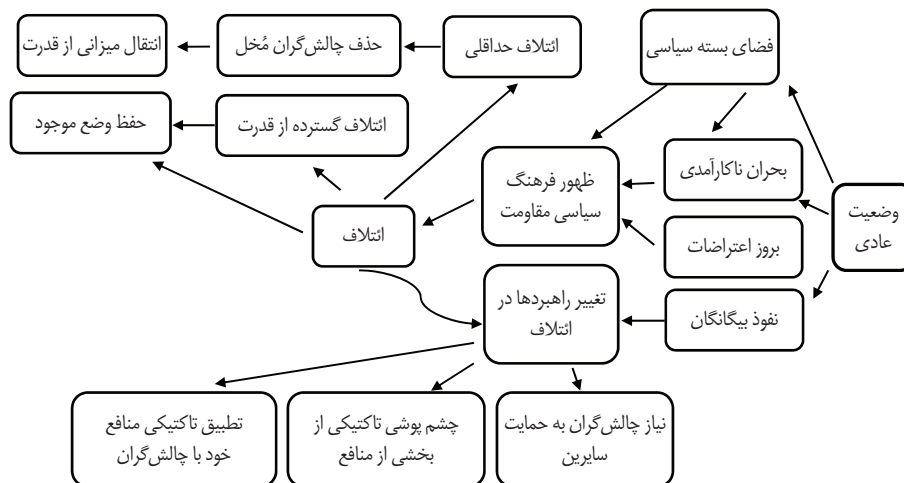 فضای بسته سیاسی
ائتلاف حداقلی
حذف چالش‌گران مُخل
انتقال میزانی از قدرت
ائتلاف گسترده از قدرت
حفظ وضع موجود
بحران ناکارآمدی
ظهور فرهنگ
سیاسی مقاومت
وضعیت
عادی
ائتلاف
بروز اعتراضات
نفوذ بیگانگان
تغییر راهبردها در
ائتلاف
نیاز چالش‌گران به حمایت
سایرین
چشم پوشی تاکتیکی از
بخشی از منافع
تطبیق تاکتیکی منافع
خود با چالش‌گران